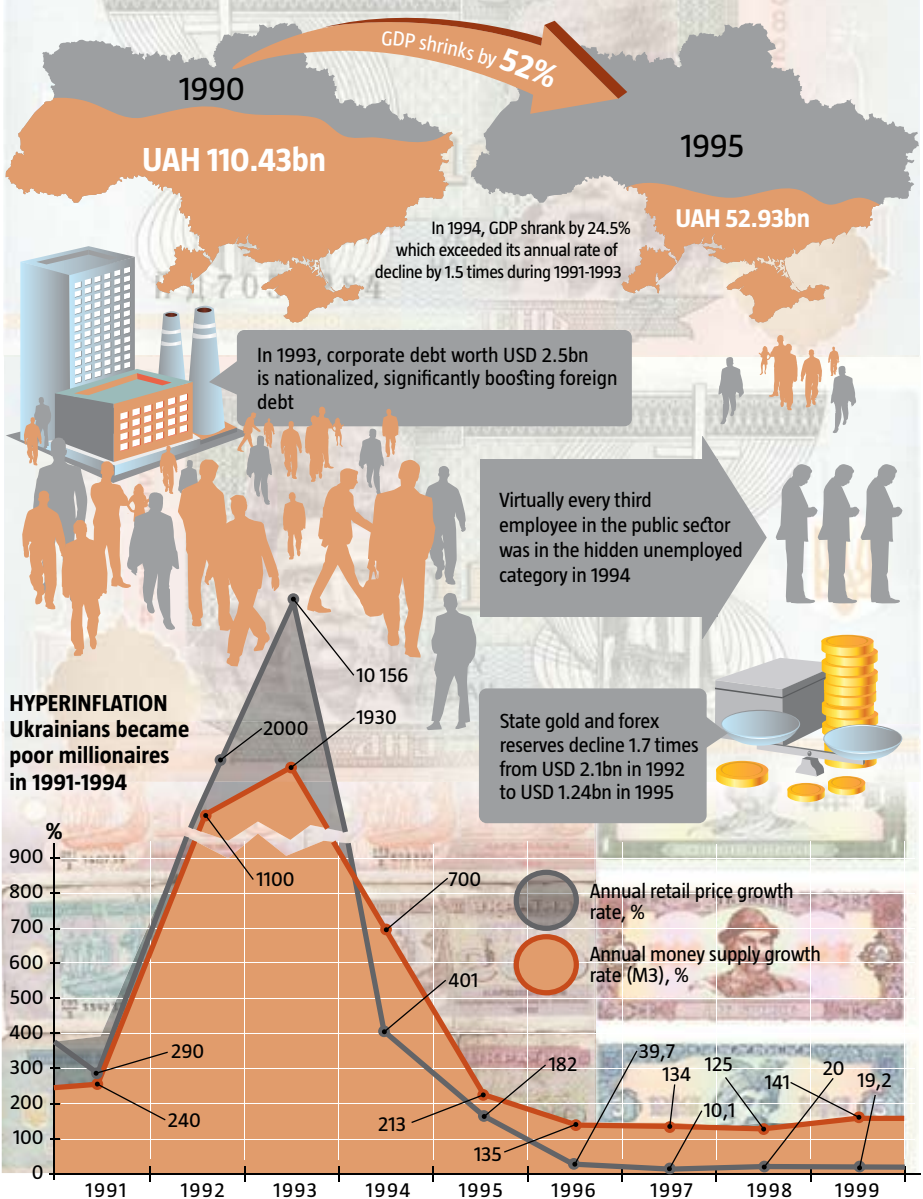 GDP shrinks by 52%
1990
UAH 110.43bn
1995
UAH 52.93bn
In 1994, GDP shrank by 24.5%
which exceeded its annual rate of
decline by 1.5 times during 1991-1993
In 1993, corporate debt worth USD 2.5bn
is nationalized, significantly boosting foreign
debt
Virtually every third
employee in the public sector
was in the hidden unemployed
category in 1994
State gold and forex
reserves decline 1.7 times
from USD 2.1bn in 1992
to USD 1.24bn in 1995
HYPERINFLATION
Ukrainians became
poor millionaires
in 1991-1994
%
900
800
700
600
500
400
300
200
100
0
10 156
2000
1930
1100
700
401
290
240
213
182
135
39,7
134
10,1
125
141
20
19,2
Annual retail price growth
rate, %
Annual money supply growth
rate (M3), %
1991 1992 1993 1994 1995 1996 1997 1998 1999